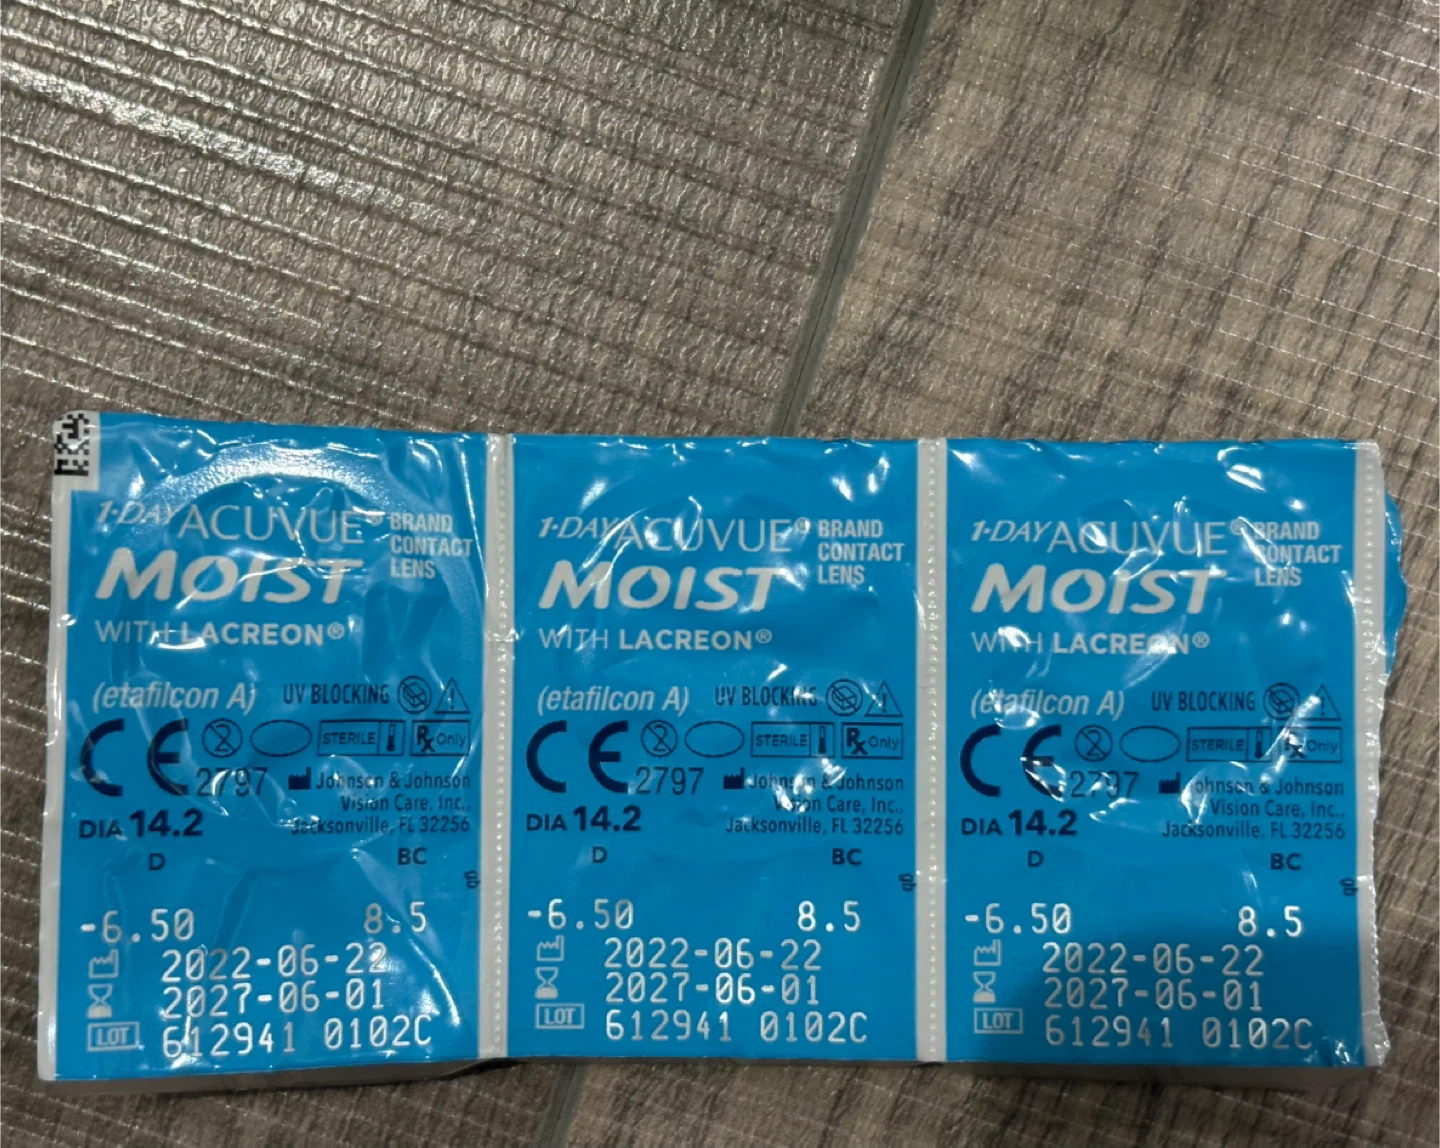 1-DAY ACUVUE® BRAND
CONTACT
LENS
MOIST
WITH LACREON®
(etafilcon A) UV BLOCKING
CE 2797 STERILE Rx Only
Johnson & Johnson
Vision Care, Inc.,
Jacksonville, FL 32256
DIA 14.2
D BC
-6.50 8.5
2022-06-22
2027-06-01
LOT 612941 0102C
1-DAY ACUVUE® BRAND
CONTACT
LENS
MOIST
WITH LACREON®
(etafilcon A) UV BLOCKING
CE 2797 STERILE Rx Only
Johnson & Johnson
Vision Care, Inc.,
Jacksonville, FL 32256
DIA 14.2
D BC
-6.50 8.5
2022-06-22
2027-06-01
LOT 612941 0102C
1-DAY ACUVUE® BRAND
CONTACT
LENS
MOIST
WITH LACREON®
(etafilcon A) UV BLOCKING
CE 2797 STERILE Rx Only
Johnson & Johnson
Vision Care, Inc.,
Jacksonville, FL 32256
DIA 14.2
D BC
-6.50 8.5
2022-06-22
2027-06-01
LOT 612941 0102C